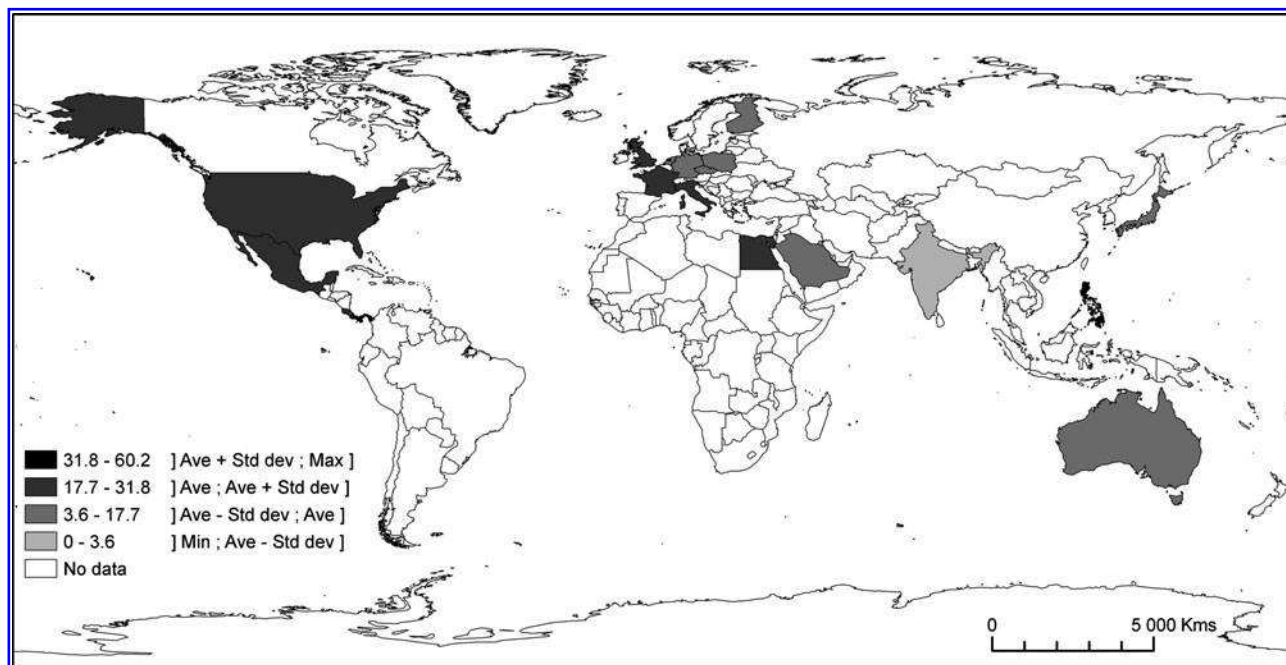 31.8 - 60.2 ] Ave + Std dev ; Max ]
17.7 - 31.8 ] Ave ; Ave + Std dev ]
3.6 - 17.7 ] Ave - Std dev ; Ave ]
0 - 3.6 ] Min ; Ave - Std dev ]
No data
0 5 000 Kms